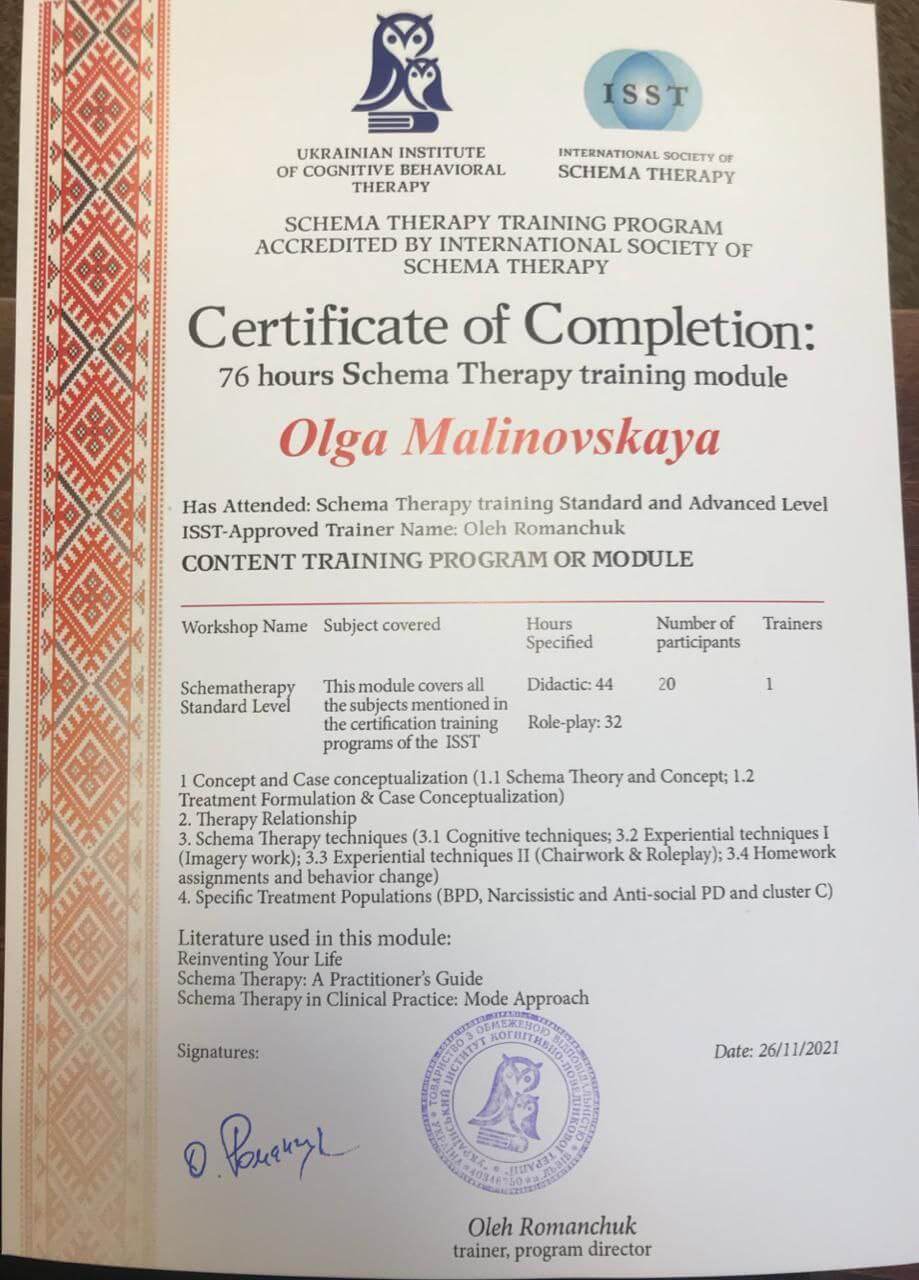 UKRAINIAN INSTITUTE
OF COGNITIVE BEHAVIORAL
THERAPY
ISST
INTERNATIONAL SOCIETY OF
SCHEMA THERAPY
SCHEMA THERAPY TRAINING PROGRAM
ACCREDITED BY INTERNATIONAL SOCIETY OF
SCHEMA THERAPY
Certificate of Completion:
76 hours Schema Therapy training module
Olga Malinovskaya
Has Attended: Schema Therapy training Standard and Advanced Level
ISST-Approved Trainer Name: Oleh Romanchuk
CONTENT TRAINING PROGRAM OR MODULE
Workshop Name Subject covered Hours Specified Number of participants Trainers
Schematherapy Standard Level
This module covers all
the subjects mentioned in
the certification training
programs of the ISST
Didactic: 44
Role-play: 32
20
1
1 Concept and Case conceptualization (1.1 Schema Theory and Concept; 1.2
Treatment Formulation & Case Conceptualization)
2. Therapy Relationship
3. Schema Therapy techniques (3.1 Cognitive techniques; 3.2 Experiential techniques I
(Imagery work); 3.3 Experiential techniques II (Chairwork & Roleplay); 3.4 Homework
assignments and behavior change)
4. Specific Treatment Populations (BPD, Narcissistic and Anti-social PD and cluster C)
Literature used in this module:
Reinventing Your Life
Schema Therapy: A Practitioner's Guide
Schema Therapy in Clinical Practice: Mode Approach
Signatures:
Date: 26/11/2021
ТОВАРИСТВО З ОБМЕЖЕНОЮ ВІДПОВІДАЛЬНІСТЮ
УКРАЇНСЬКИЙ ІНСТИТУТ КОГНІТИВНО-ПОВЕДІНКОВОЇ ТЕРАПІЇ
О. Романчук
Oleh Romanchuk
trainer, program director